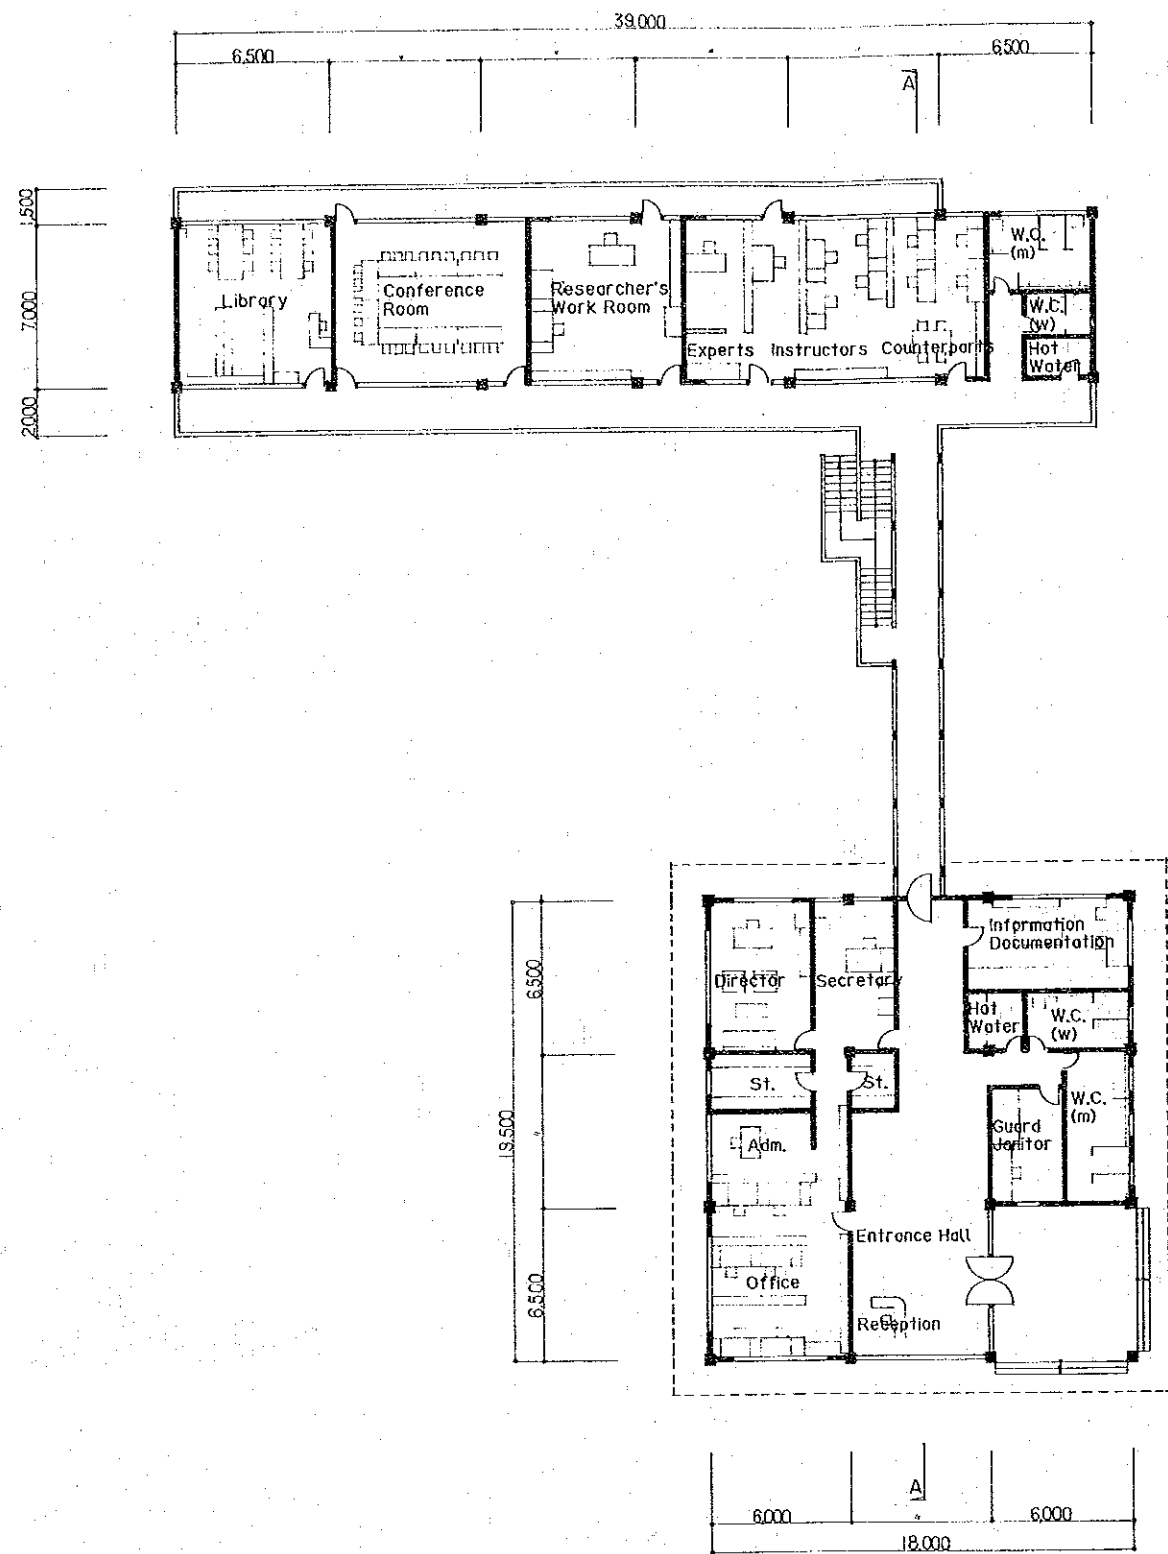 39,000
6,500
6,500
A
1,500
7,000
2,000
Library
Conference
Room
Researcher's
Work Room
Experts
Instructors
Counterparts
W.C.
(m)
W.C.
(w)
Hot
Water
Director
Secretary
Information
Documentation
Hot
Water
W.C.
(w)
St.
St.
W.C.
(m)
Guard
Janitor
Adm.
Entrance Hall
Office
Reception
6,500
19,500
6,500
A
6,000
6,000
18,000